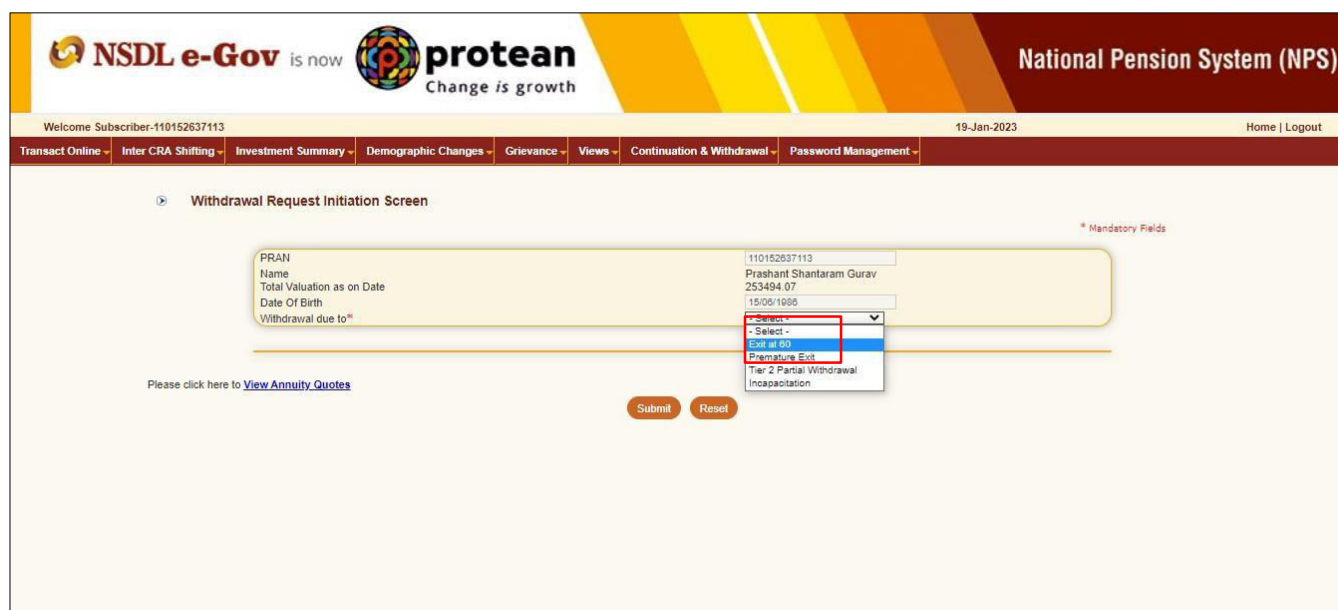 NSDL e-Gov is now protean
Change is growth
National Pension System (NPS)
Welcome Subscriber-110152637113 19-Jan-2023 Home | Logout
Transact Online Inter CRA Shifting Investment Summary Demographic Changes Grievance Views Continuation & Withdrawal Password Management
Withdrawal Request Initiation Screen
* Mandatory Fields
PRAN 110152637113
Name Prashant Shantaram Gurav
Total Valuation as on Date 253494.07
Date Of Birth 15/06/1986
Withdrawal due to* - Select -
- Select -
Exit at 60
Premature Exit
Tier 2 Partial Withdrawal
Incapacitation
Please click here to View Annuity Quotes
Submit Reset